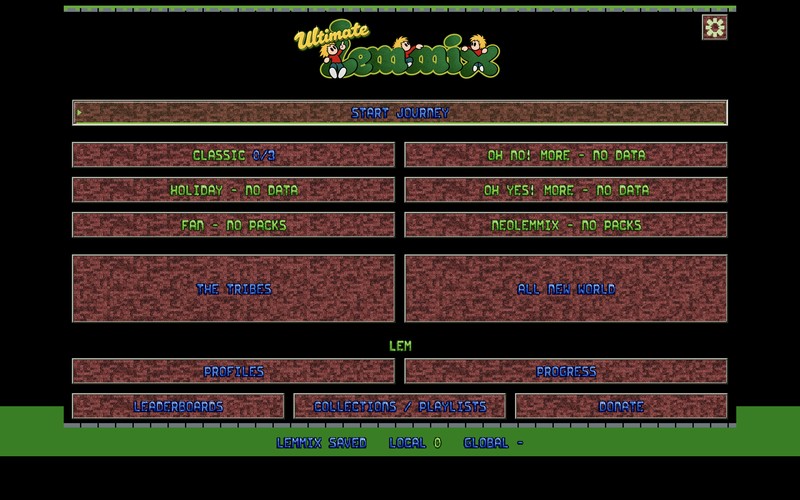 Ultimate
Lemmix
START JOURNEY
CLASSIC 0/3
OH NO! MORE - NO DATA
HOLIDAY - NO DATA
OH YES! MORE - NO DATA
FAN - NO PACKS
NEOLEMMIX - NO PACKS
THE TRIBES
ALL NEW WORLD
LEM
PROFILES
PROGRESS
LEADERBOARDS
COLLECTIONS / PLAYLISTS
DONATE
LEMMIX SAVED LOCAL 0 GLOBAL -